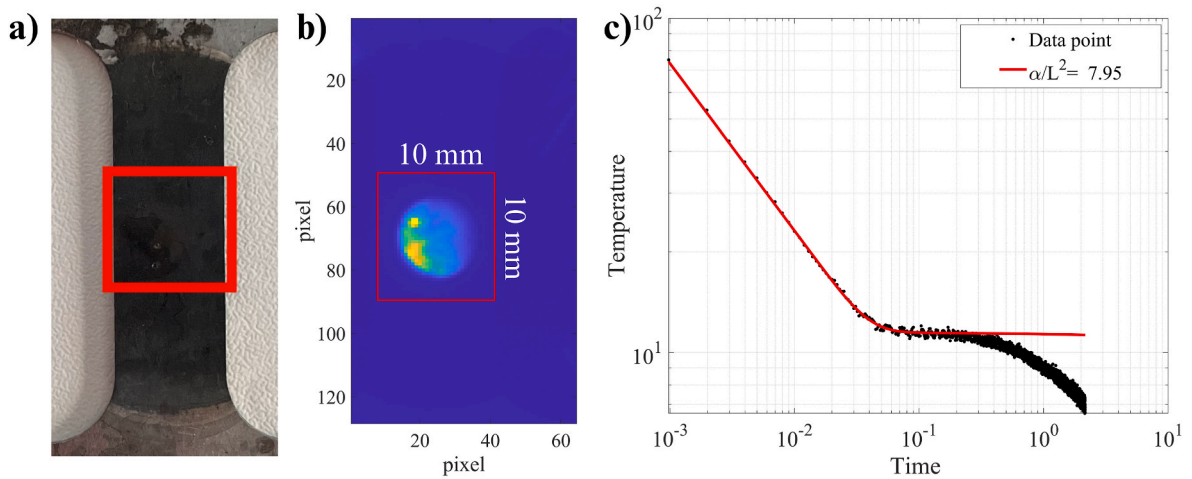 a)
b)
20
40
60
80
100
120
pixel
20
40
60
pixel
10 mm
10 mm
c)
10²
10¹
Temperature
10⁻³
10⁻²
10⁻¹
10⁰
10¹
Time
Data point
α/L²= 7.95